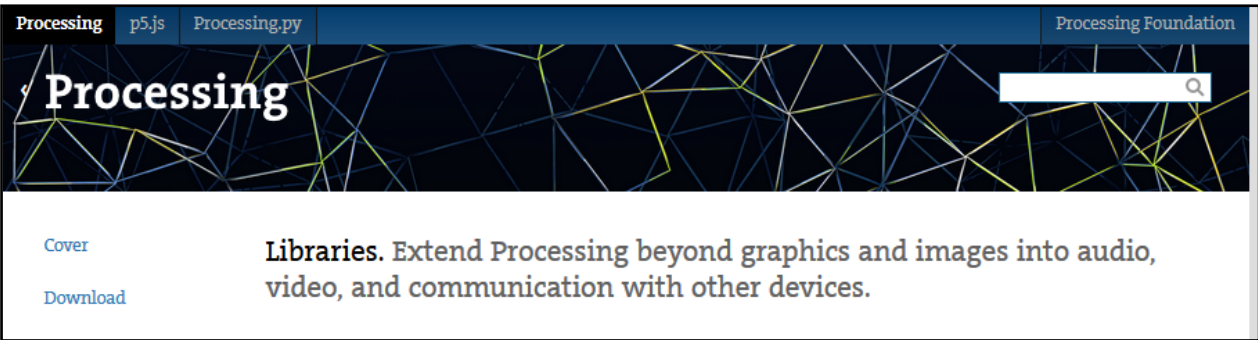 Processing p5.js Processing.py Processing Foundation
Processing
Cover
Download
Libraries. Extend Processing beyond graphics and images into audio,
video, and communication with other devices.